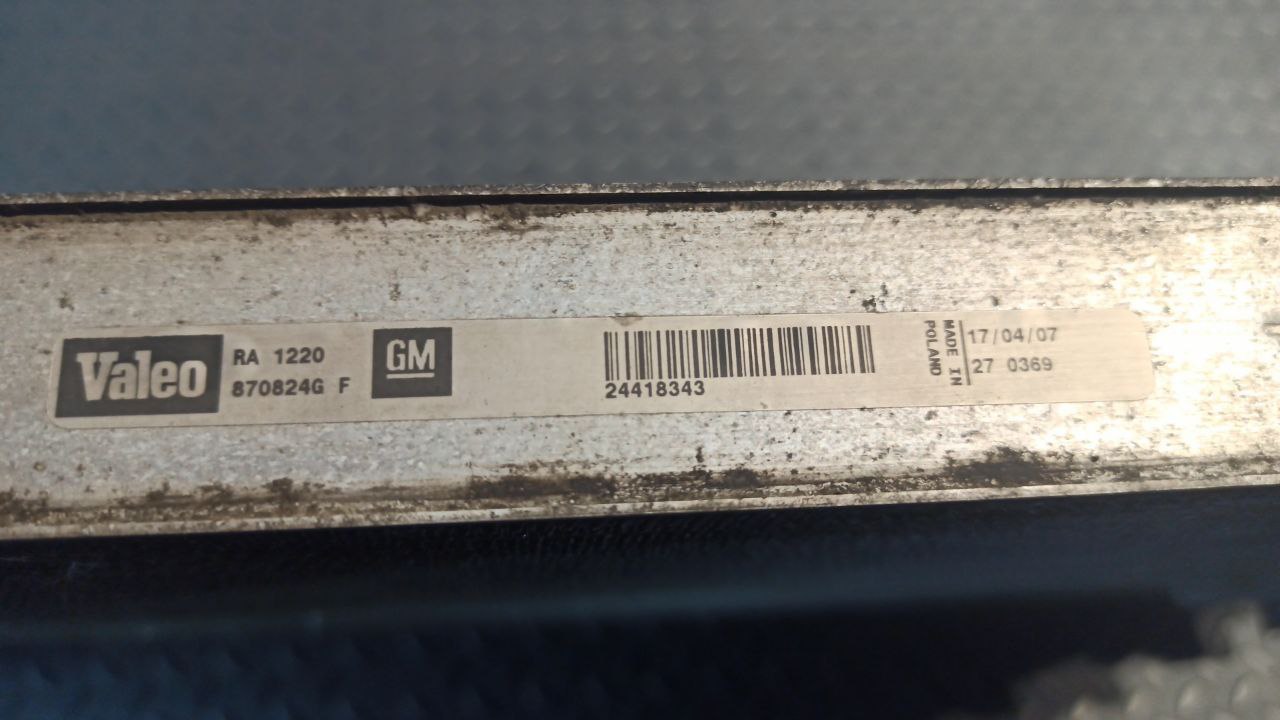 Valeo
RA 1220
870824G F
GM
24418343
MADE IN
POLAND
17/04/07
27 0369